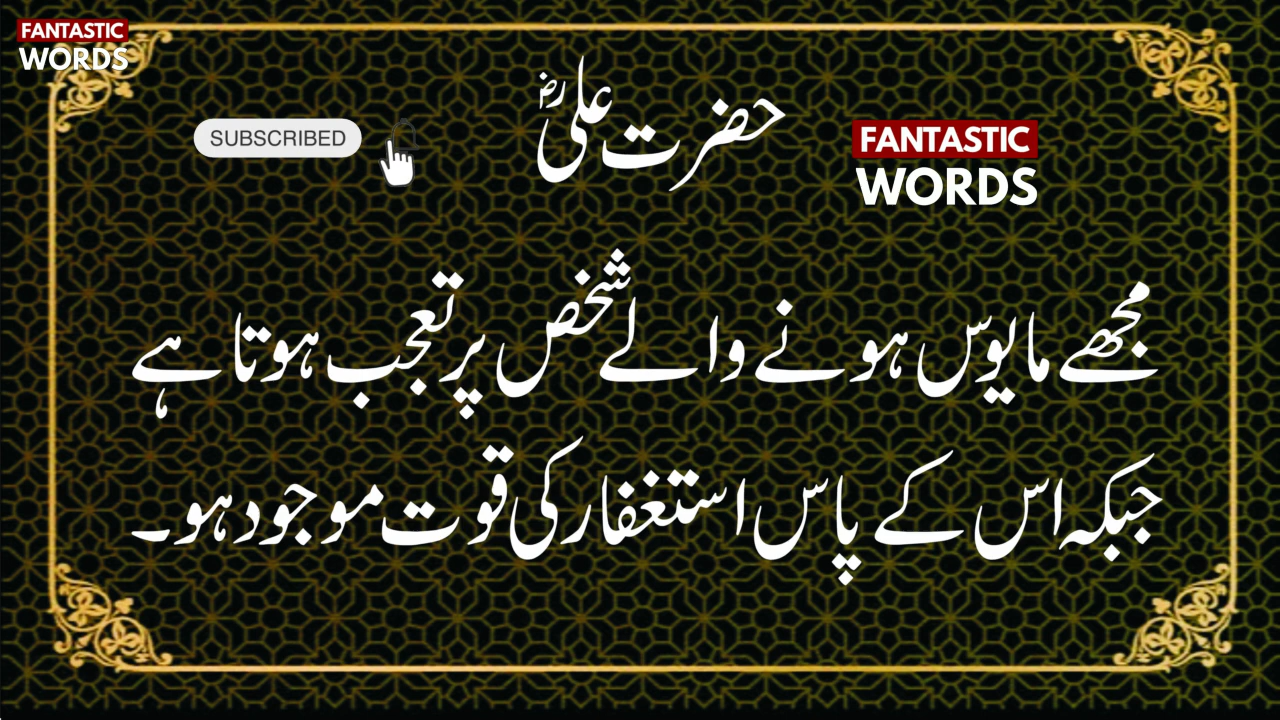 FANTASTIC
WORDS
حضرت علیؓ
SUBSCRIBED
FANTASTIC
WORDS
مجھے مایوس ہونے والے شخص پر تعجب ہوتا ہے
جبکہ اس کے پاس استغفار کی قوت موجود ہو۔